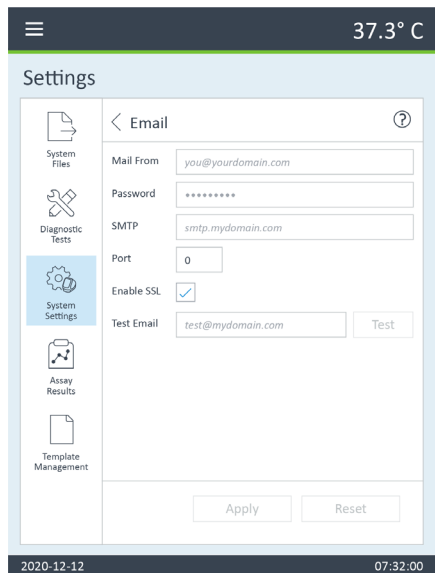 37.3° C
Settings
System
Files
Diagnostic
Tests
System
Settings
Assay
Results
Template
Management
Email
?
Mail From
you@yourdomain.com
Password
•••••••••
SMTP
smtp.mydomain.com
Port
0
Enable SSL
Test Email
test@mydomain.com
Test
Apply
Reset
2020-12-12
07:32:00